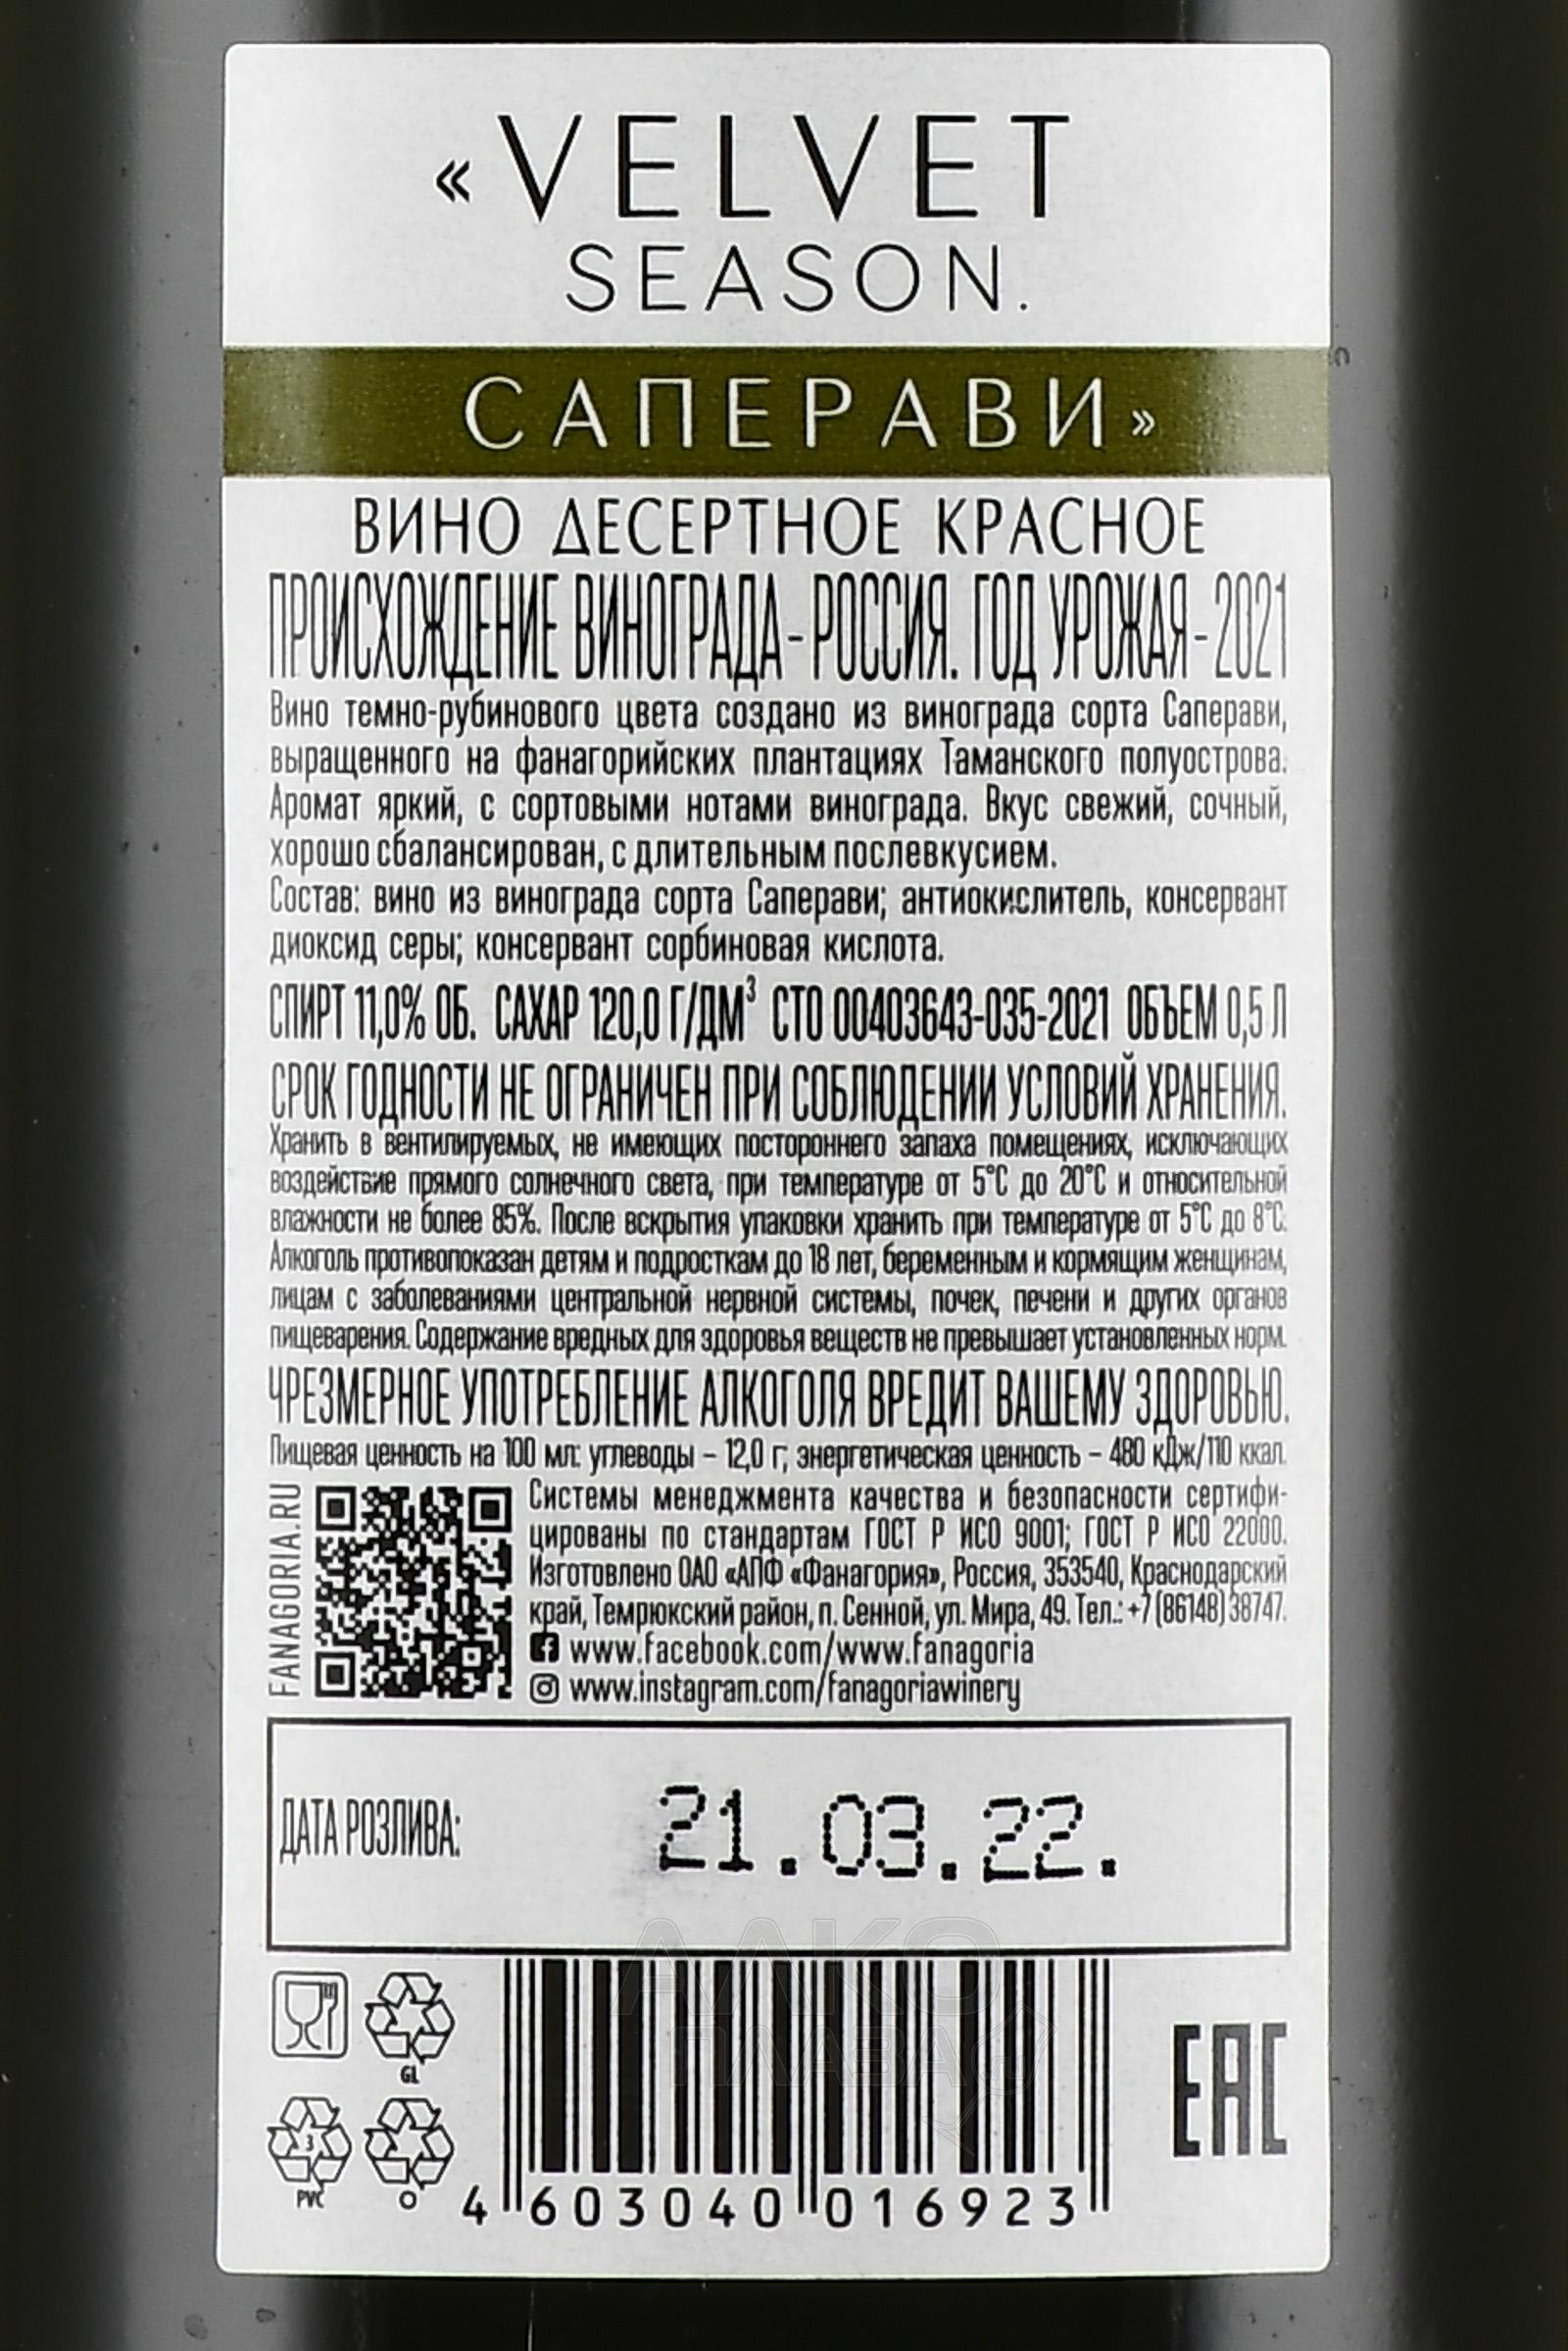 «VELVET
SEASON.
САПЕРАВИ»
ВИНО ДЕСЕРТНОЕ КРАСНОЕ
ПРОИСХОЖДЕНИЕ ВИНОГРАДА - РОССИЯ. ГОД УРОЖАЯ - 2021
Вино темно-рубинового цвета создано из винограда сорта Саперави,
выращенного на фанагорийских плантациях Таманского полуострова.
Аромат яркий, с сортовыми нотами винограда. Вкус свежий, сочный,
хорошо сбалансирован, с длительным послевкусием.
Состав: вино из винограда сорта Саперави; антиокислитель, консервант
диоксид серы; консервант сорбиновая кислота.
СПИРТ 11,0% ОБ. САХАР 120,0 Г/ДМ³ СТО 00403643-035-2021 ОБЪЕМ 0,5 Л
СРОК ГОДНОСТИ НЕ ОГРАНИЧЕН ПРИ СОБЛЮДЕНИИ УСЛОВИЙ ХРАНЕНИЯ.
Хранить в вентилируемых, не имеющих постороннего запаха помещениях, исключающих
воздействие прямого солнечного света, при температуре от 5°С до 20°С и относительной
влажности не более 85%. После вскрытия упаковки хранить при температуре от 5°С до 8°С.
Алкоголь противопоказан детям и подросткам до 18 лет, беременным и кормящим женщинам,
лицам с заболеваниями центральной нервной системы, почек, печени и других органов
пищеварения. Содержание вредных для здоровья веществ не превышает установленных норм.
ЧРЕЗМЕРНОЕ УПОТРЕБЛЕНИЕ АЛКОГОЛЯ ВРЕДИТ ВАШЕМУ ЗДОРОВЬЮ.
Пищевая ценность на 100 мл: углеводы – 12,0 г; энергетическая ценность – 480 кДж/110 ккал.
FANAGORIA.RU
Системы менеджмента качества и безопасности сертифи-
цированы по стандартам ГОСТ Р ИСО 9001; ГОСТ Р ИСО 22000.
Изготовлено ОАО «АПФ «Фанагория», Россия, 353540, Краснодарский
край, Темрюкский район, п. Сенной, ул. Мира, 49. Тел.: +7 (86148) 38747.
www.facebook.com/www.fanagoria
www.instagram.com/fanagoriawinery
ДАТА РОЗЛИВА: 21.03.22.
АЛКО
ПЛАВА
GL
3
PVC
4 603040 016923
EAC